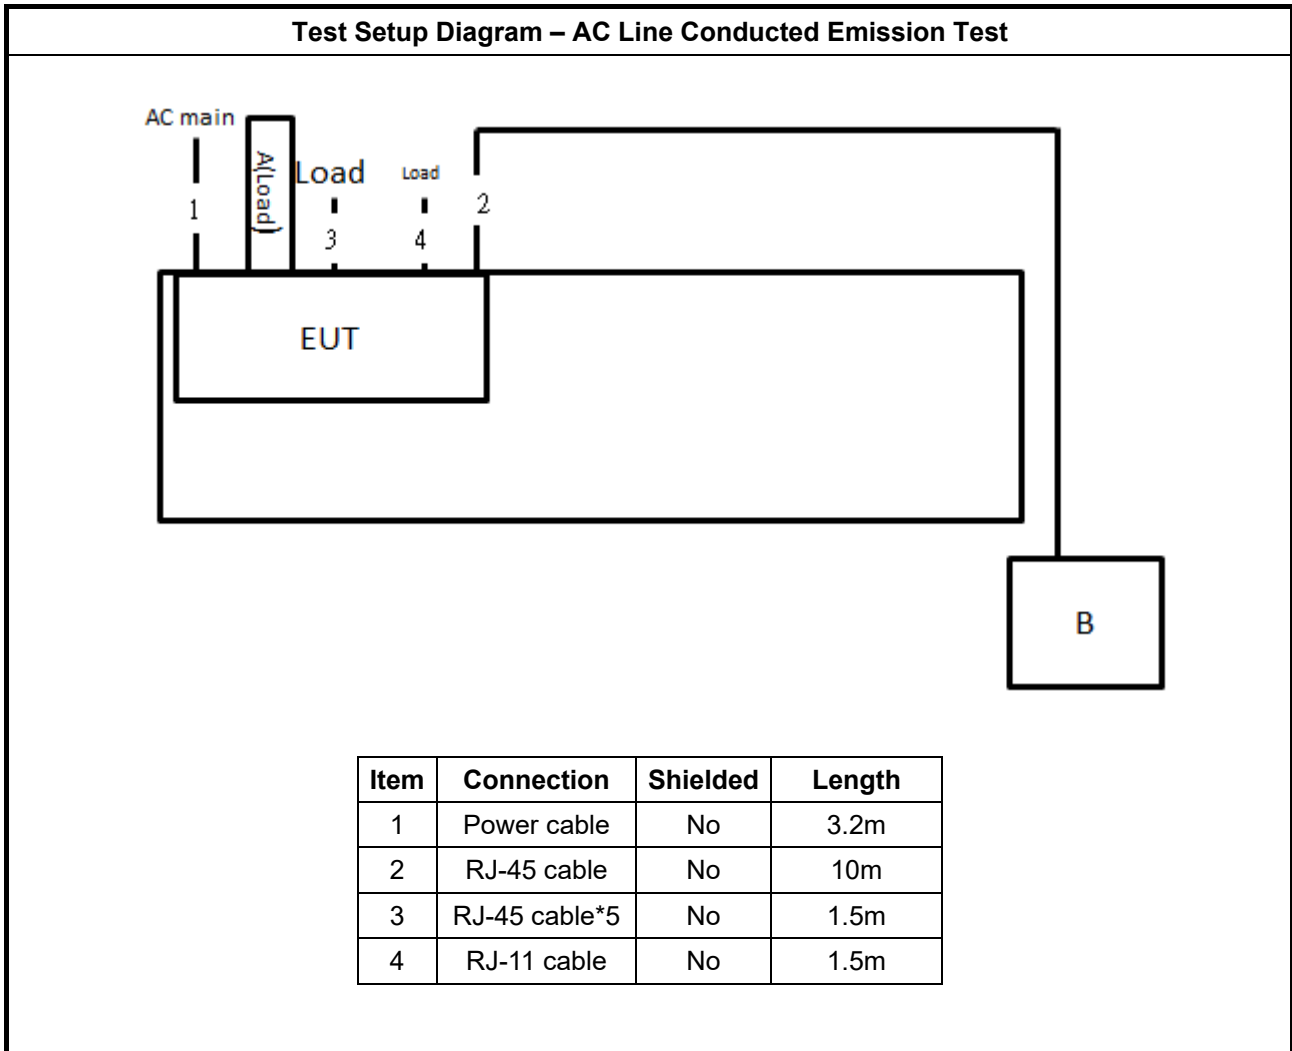 Test Setup Diagram – AC Line Conducted Emission Test
AC main
A(Load)
Load
Load
1
3
4
2
EUT
B
Item Connection Shielded Length
1 Power cable No 3.2m
2 RJ-45 cable No 10m
3 RJ-45 cable*5 No 1.5m
4 RJ-11 cable No 1.5m